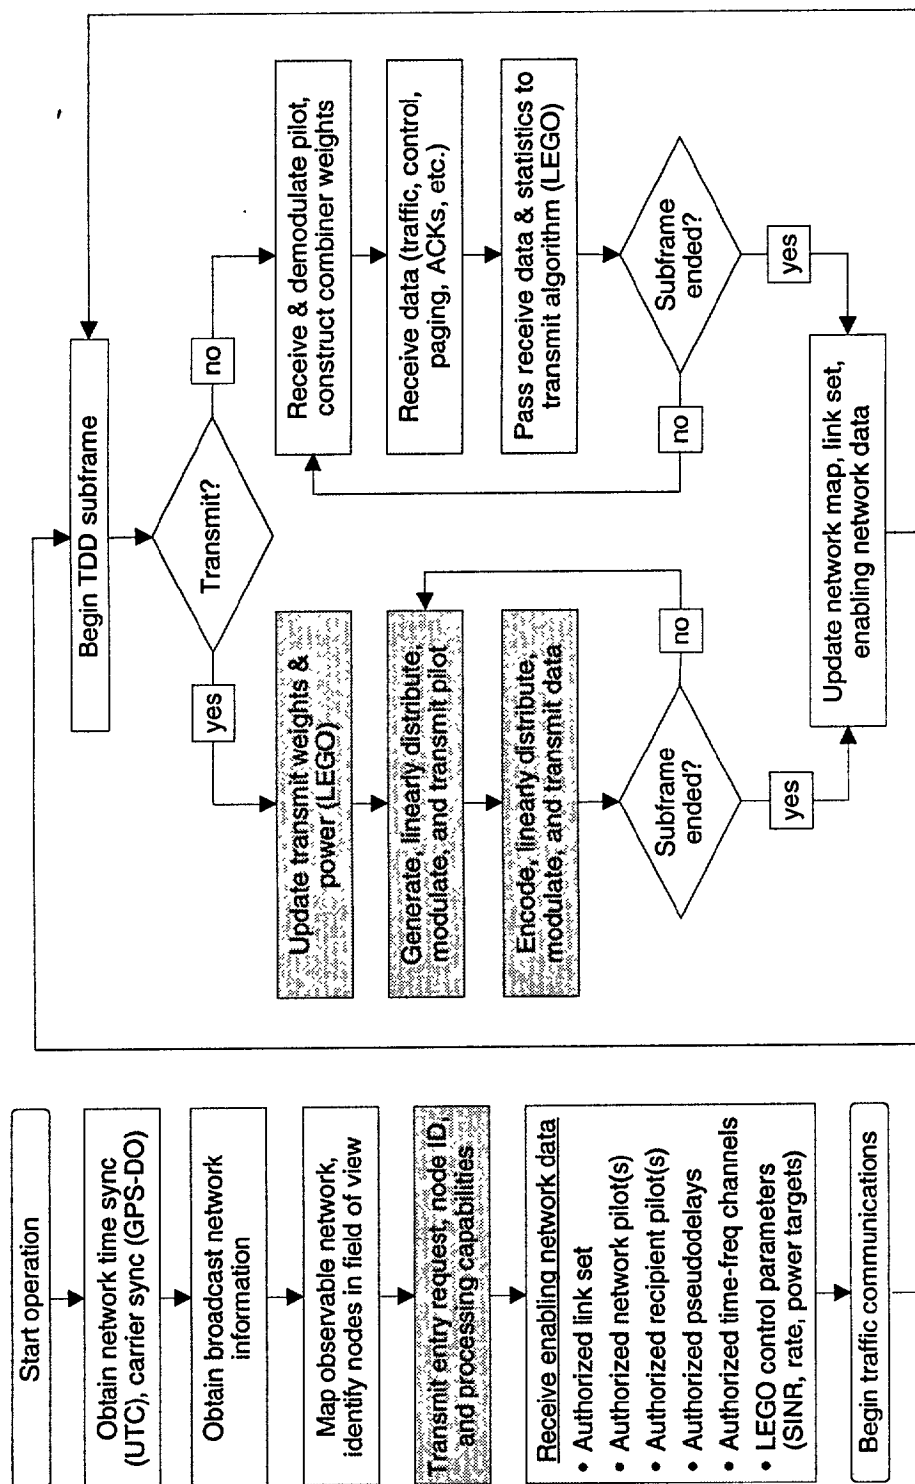 Start operation
Obtain network time sync
(UTC), carrier sync (GPS-DO)
Obtain broadcast network
information
Map observable network,
identify nodes in field of view
Transmit entry request, node ID,
and processing capabilities
Receive enabling network data
• Authorized link set
• Authorized network pilot(s)
• Authorized recipient pilot(s)
• Authorized pseudodelays
• Authorized time-freq channels
• LEGO control parameters
(SINR, rate, power targets)
Begin traffic communications
Begin TDD subframe
Transmit?
yes
no
Update transmit weights &
power (LEGO)
Generate, linearly distribute,
modulate, and transmit pilot
Encode, linearly distribute,
modulate, and transmit data
Subframe
ended?
no
yes
Receive & demodulate pilot,
construct combiner weights
Receive data (traffic, control,
paging, ACKs, etc.)
Pass receive data & statistics to
transmit algorithm (LEGO)
Subframe
ended?
no
yes
Update network map, link set,
enabling network data